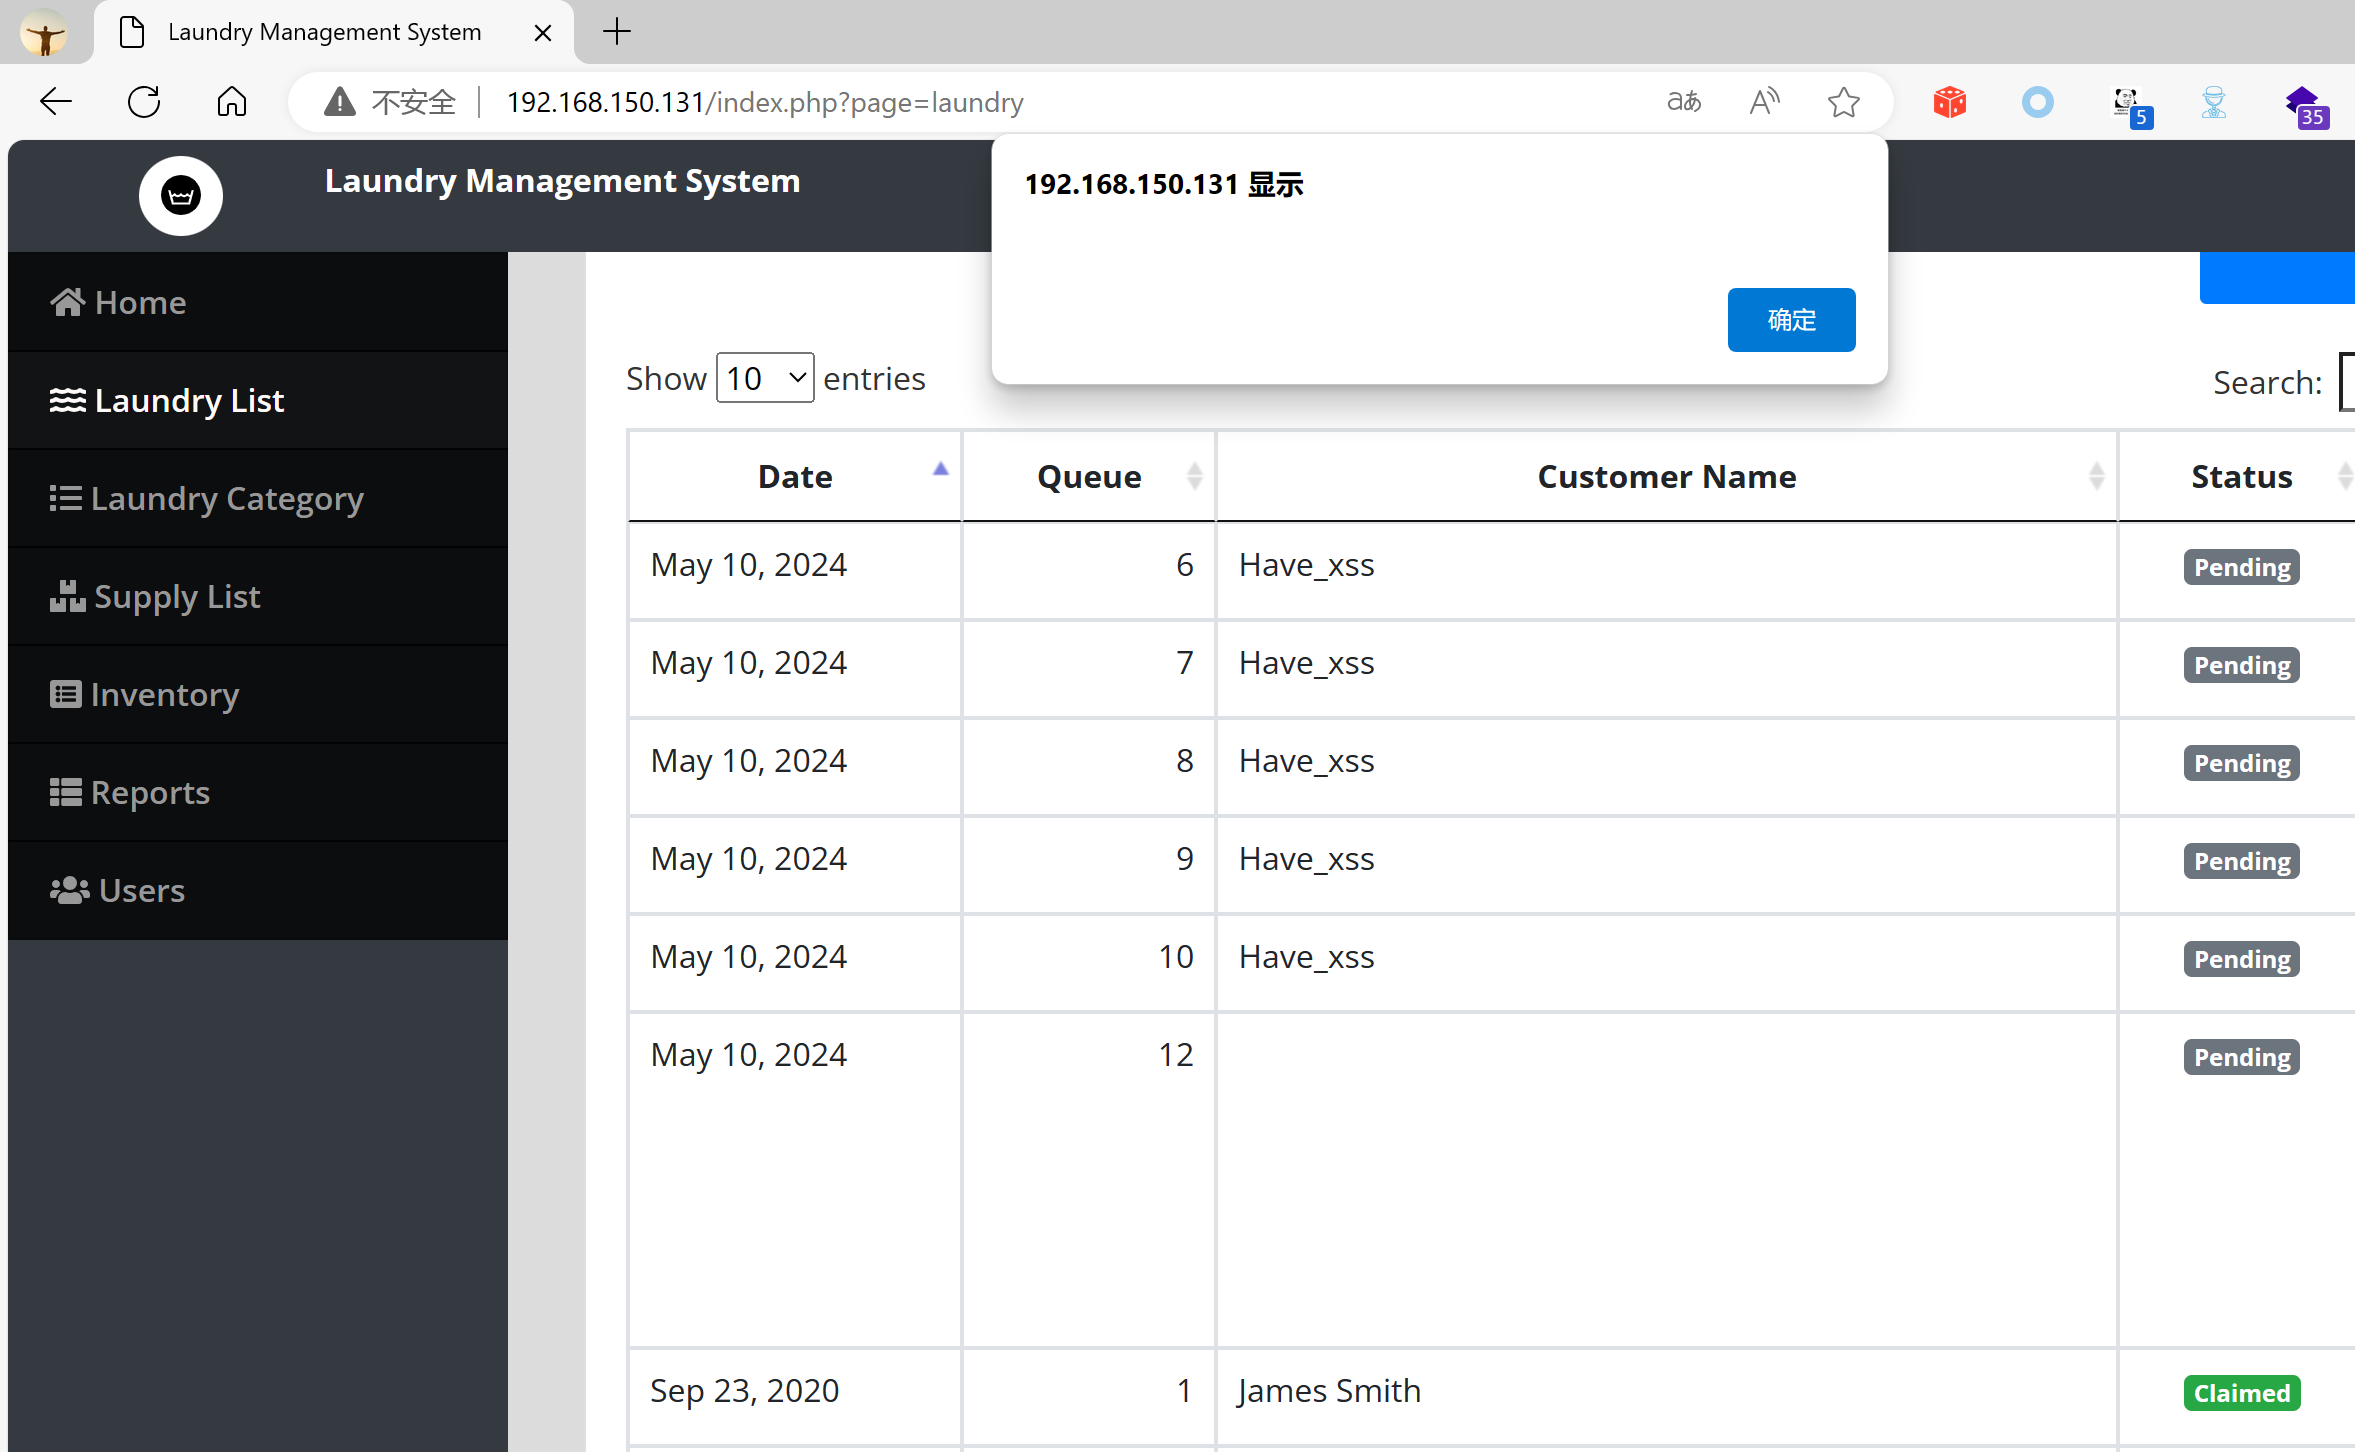 Laundry Management System
不安全 192.168.150.131/index.php?page=laundry
aあ A
5
35
Laundry Management System
192.168.150.131 显示
确定
Home
Laundry List
Laundry Category
Supply List
Inventory
Reports
Users
Show 10 entries
Search:
Date Queue Customer Name Status
May 10, 2024 6 Have_xss Pending
May 10, 2024 7 Have_xss Pending
May 10, 2024 8 Have_xss Pending
May 10, 2024 9 Have_xss Pending
May 10, 2024 10 Have_xss Pending
May 10, 2024 12 Pending
Sep 23, 2020 1 James Smith Claimed